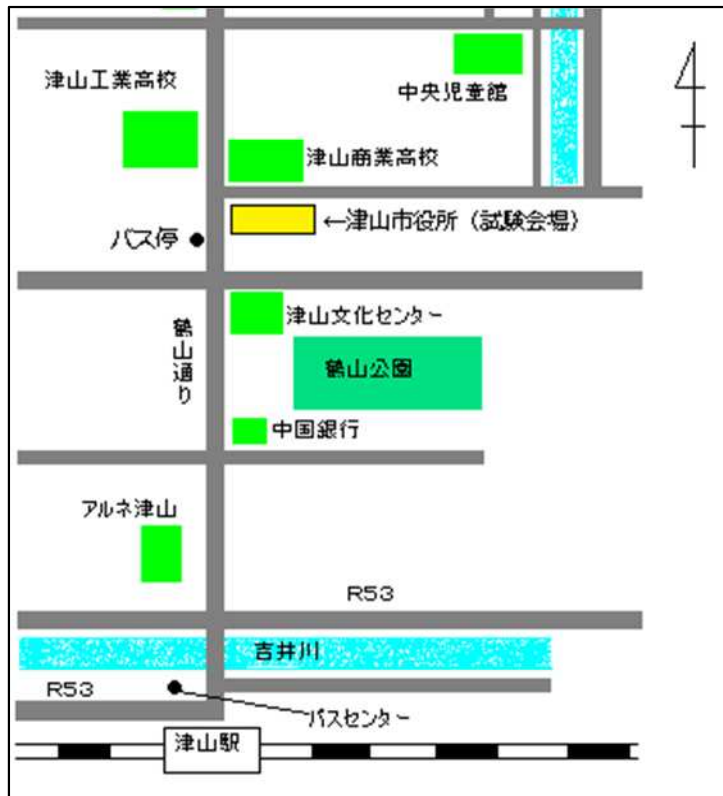 津山工業高校
中央児童館
津山商業高校
←津山市役所（試験会場）
バス停
津山文化センター
鶴山通り
鶴山公園
中国銀行
アルネ津山
R53
吉井川
R53
バスセンター
津山駅